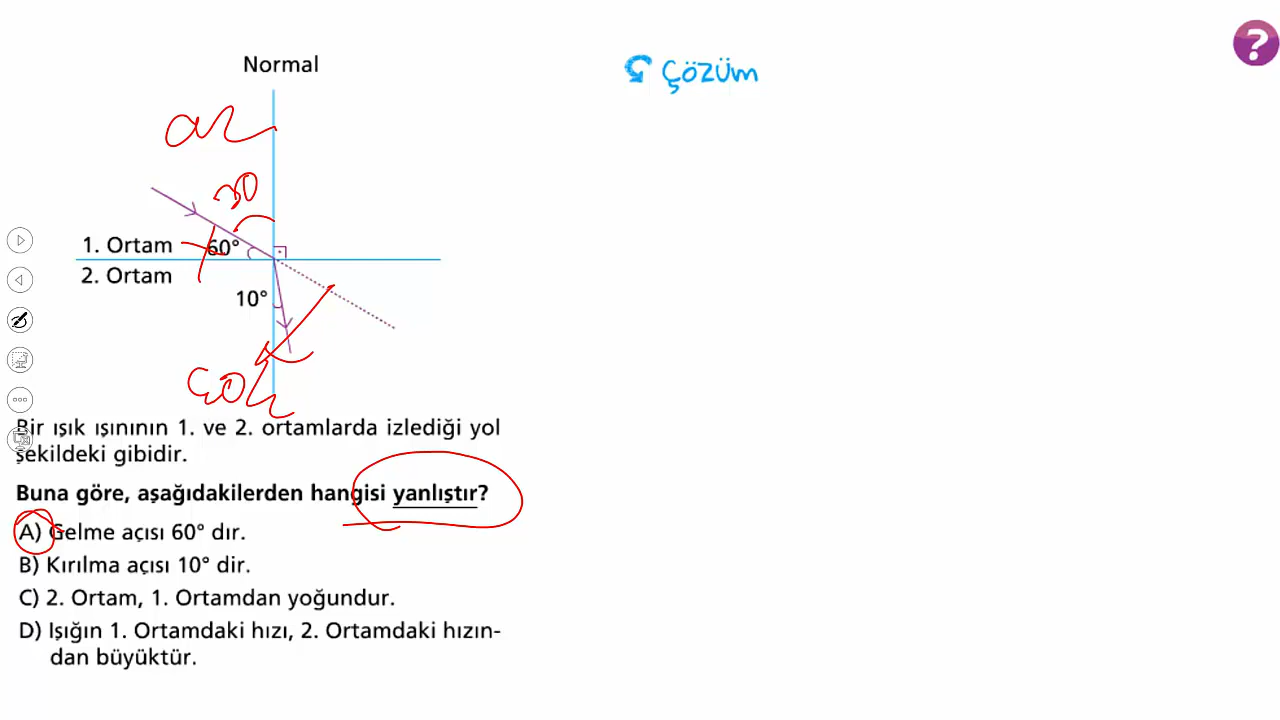 Normal
Çözüm
?
az
30
1. Ortam
60°
2. Ortam
10°
çok
Bir ışık ışınının 1. ve 2. ortamlarda izlediği yol
şekildeki gibidir.
Buna göre, aşağıdakilerden hangisi yanlıştır?
A) Gelme açısı 60° dır.
B) Kırılma açısı 10° dir.
C) 2. Ortam, 1. Ortamdan yoğundur.
D) Işığın 1. Ortamdaki hızı, 2. Ortamdaki hızın-
dan büyüktür.